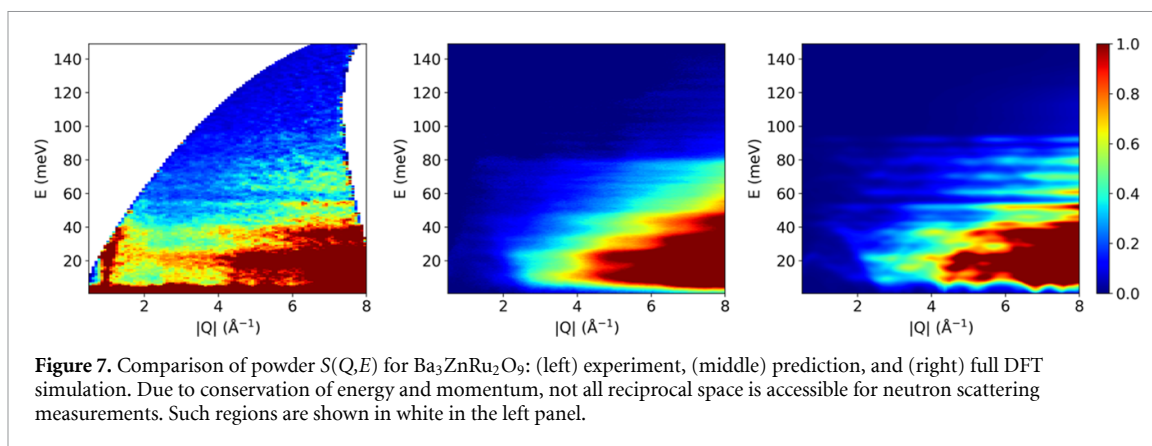 140
120
100
80
60
40
20
E (meV)
2 4 6 8
|Q| (Å⁻¹)
140
120
100
80
60
40
20
E (meV)
2 4 6 8
|Q| (Å⁻¹)
140
120
100
80
60
40
20
E (meV)
2 4 6 8
|Q| (Å⁻¹)
1.0
0.8
0.6
0.4
0.2
0.0
Figure 7. Comparison of powder S(Q,E) for Ba₃ZnRu₂O₉: (left) experiment, (middle) prediction, and (right) full DFT
simulation. Due to conservation of energy and momentum, not all reciprocal space is accessible for neutron scattering
measurements. Such regions are shown in white in the left panel.